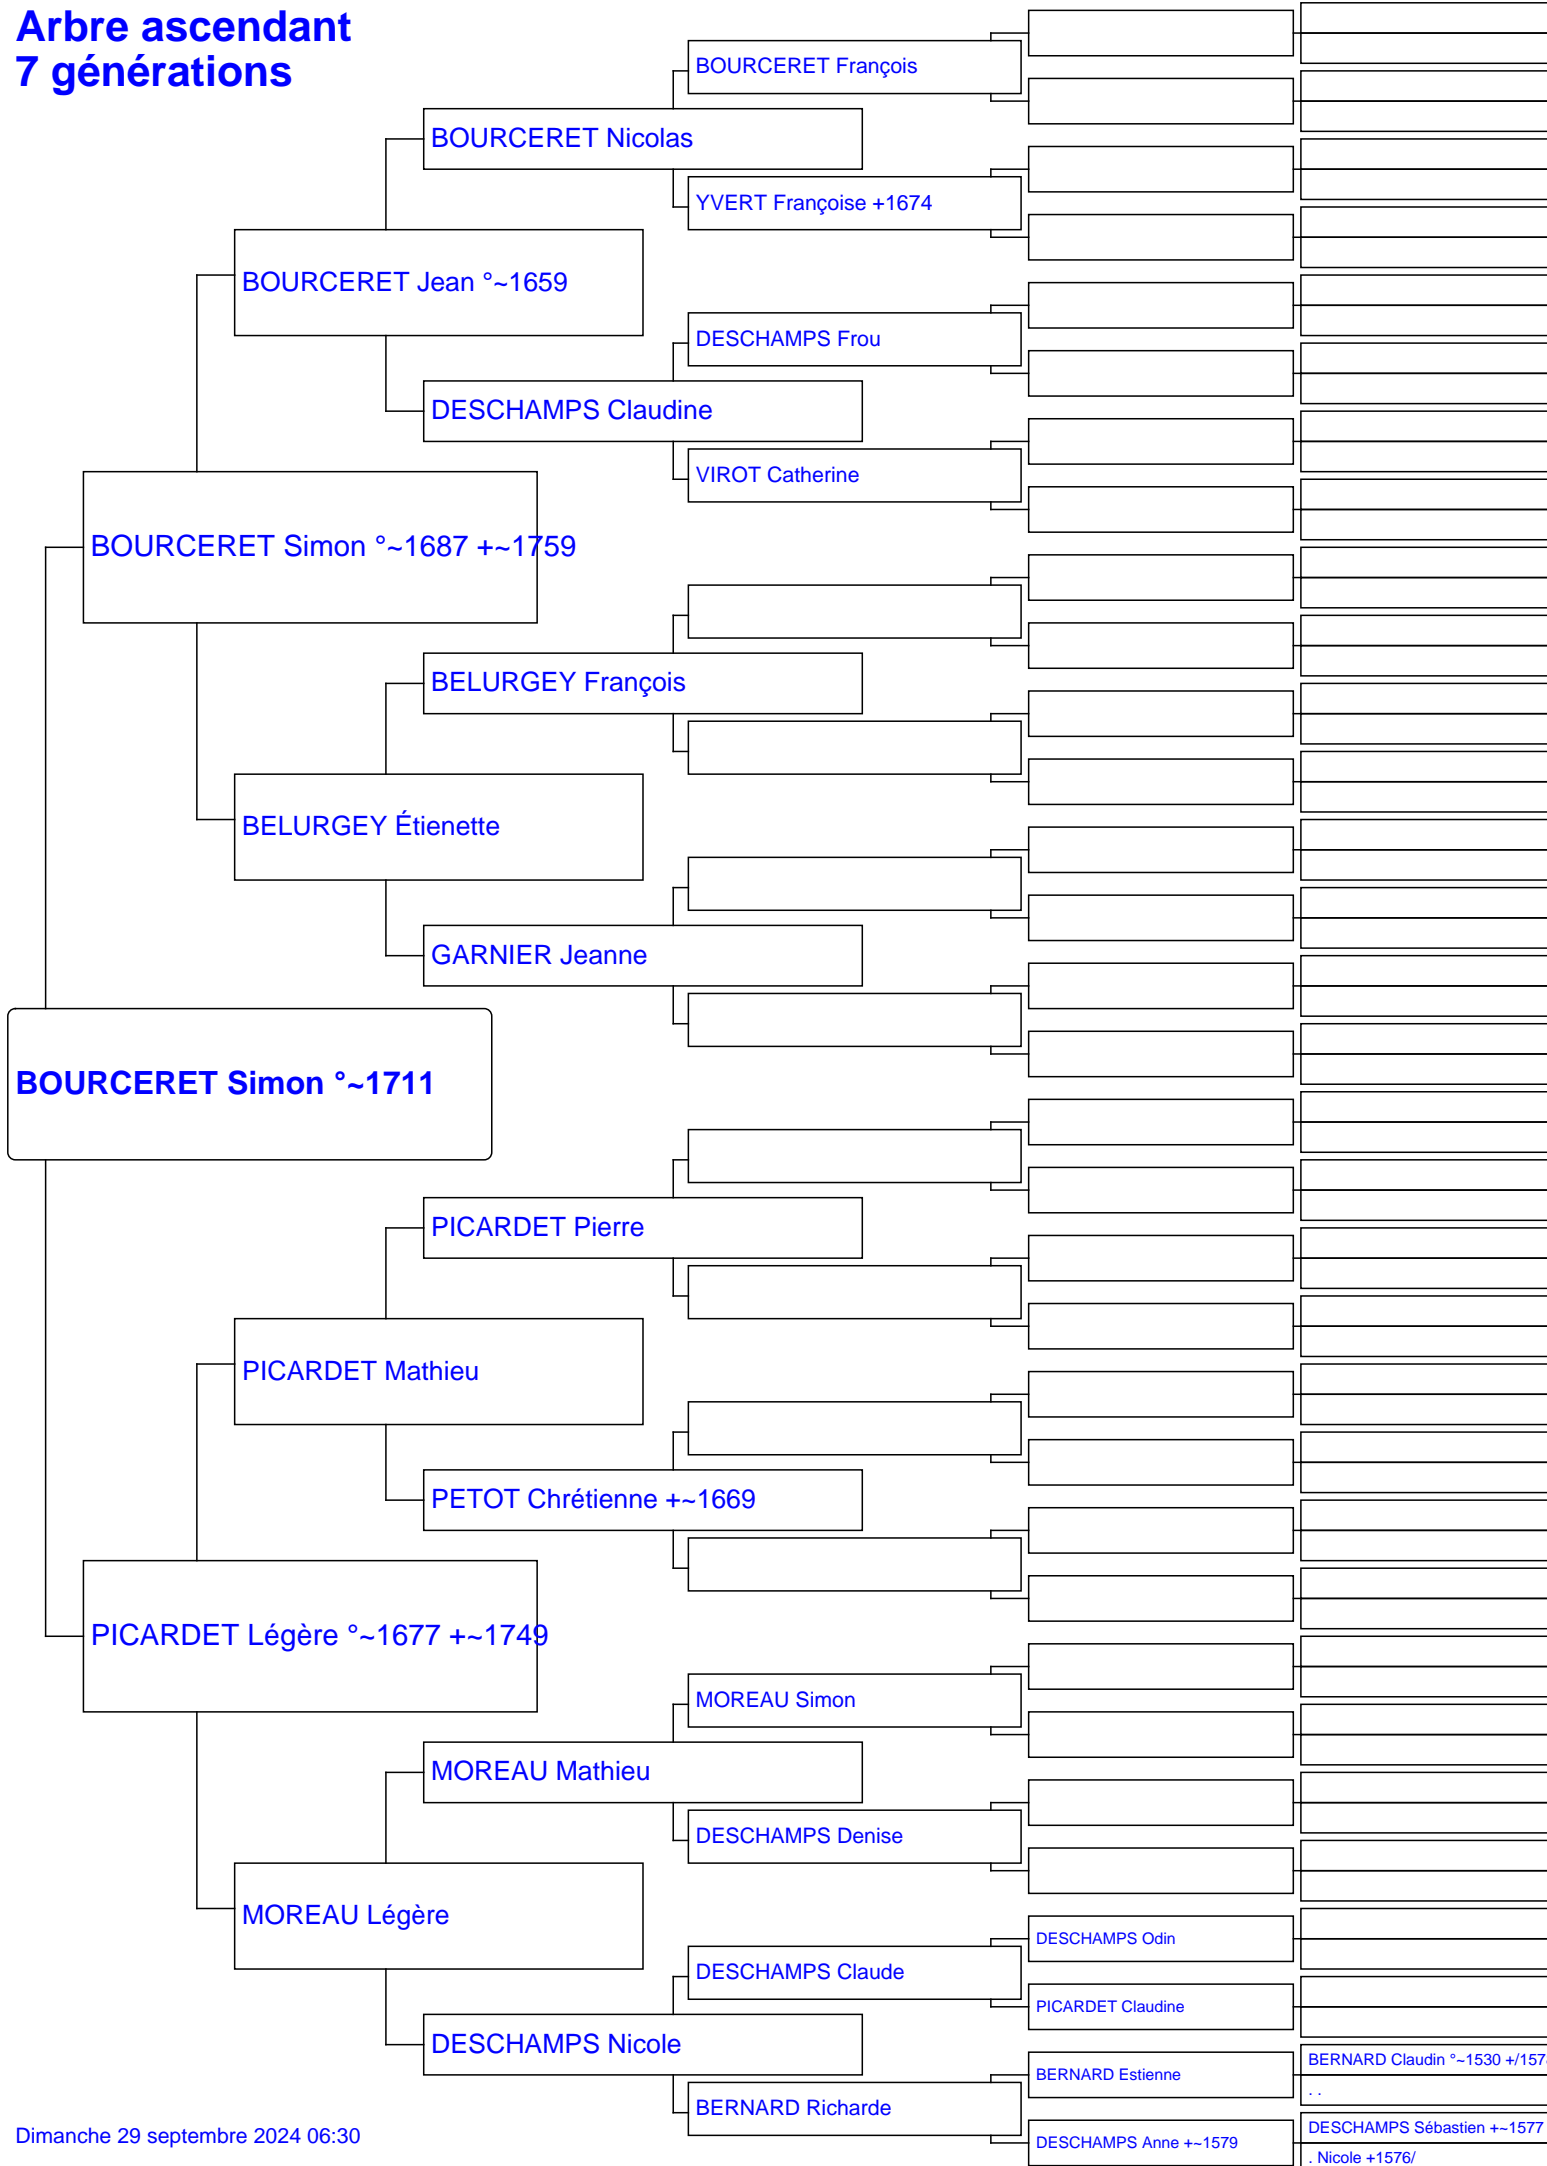 Arbre ascendant
7 générations
BOURCERET François
BOURCERET Nicolas
YVERT Françoise +1674
BOURCERET Jean °~1659
DESCHAMPS Frou
DESCHAMPS Claudine
VIROT Catherine
BOURCERET Simon °~1687 +~1759
BELURGEY François
BELURGEY Étienette
GARNIER Jeanne
BOURCERET Simon °~1711
PICARDET Pierre
PICARDET Mathieu
PETOT Chrétienne +~1669
PICARDET Légère °~1677 +~1749
MOREAU Simon
MOREAU Mathieu
DESCHAMPS Denise
MOREAU Légère
DESCHAMPS Odin
DESCHAMPS Claude
PICARDET Claudine
DESCHAMPS Nicole
BERNARD Claudin °~1530
BERNARD Estienne
. .
BERNARD Richarde
DESCHAMPS Sébastien +~1577
DESCHAMPS Anne +~1579
. Nicole +1576/
Dimanche 29 septembre 2024 06:30